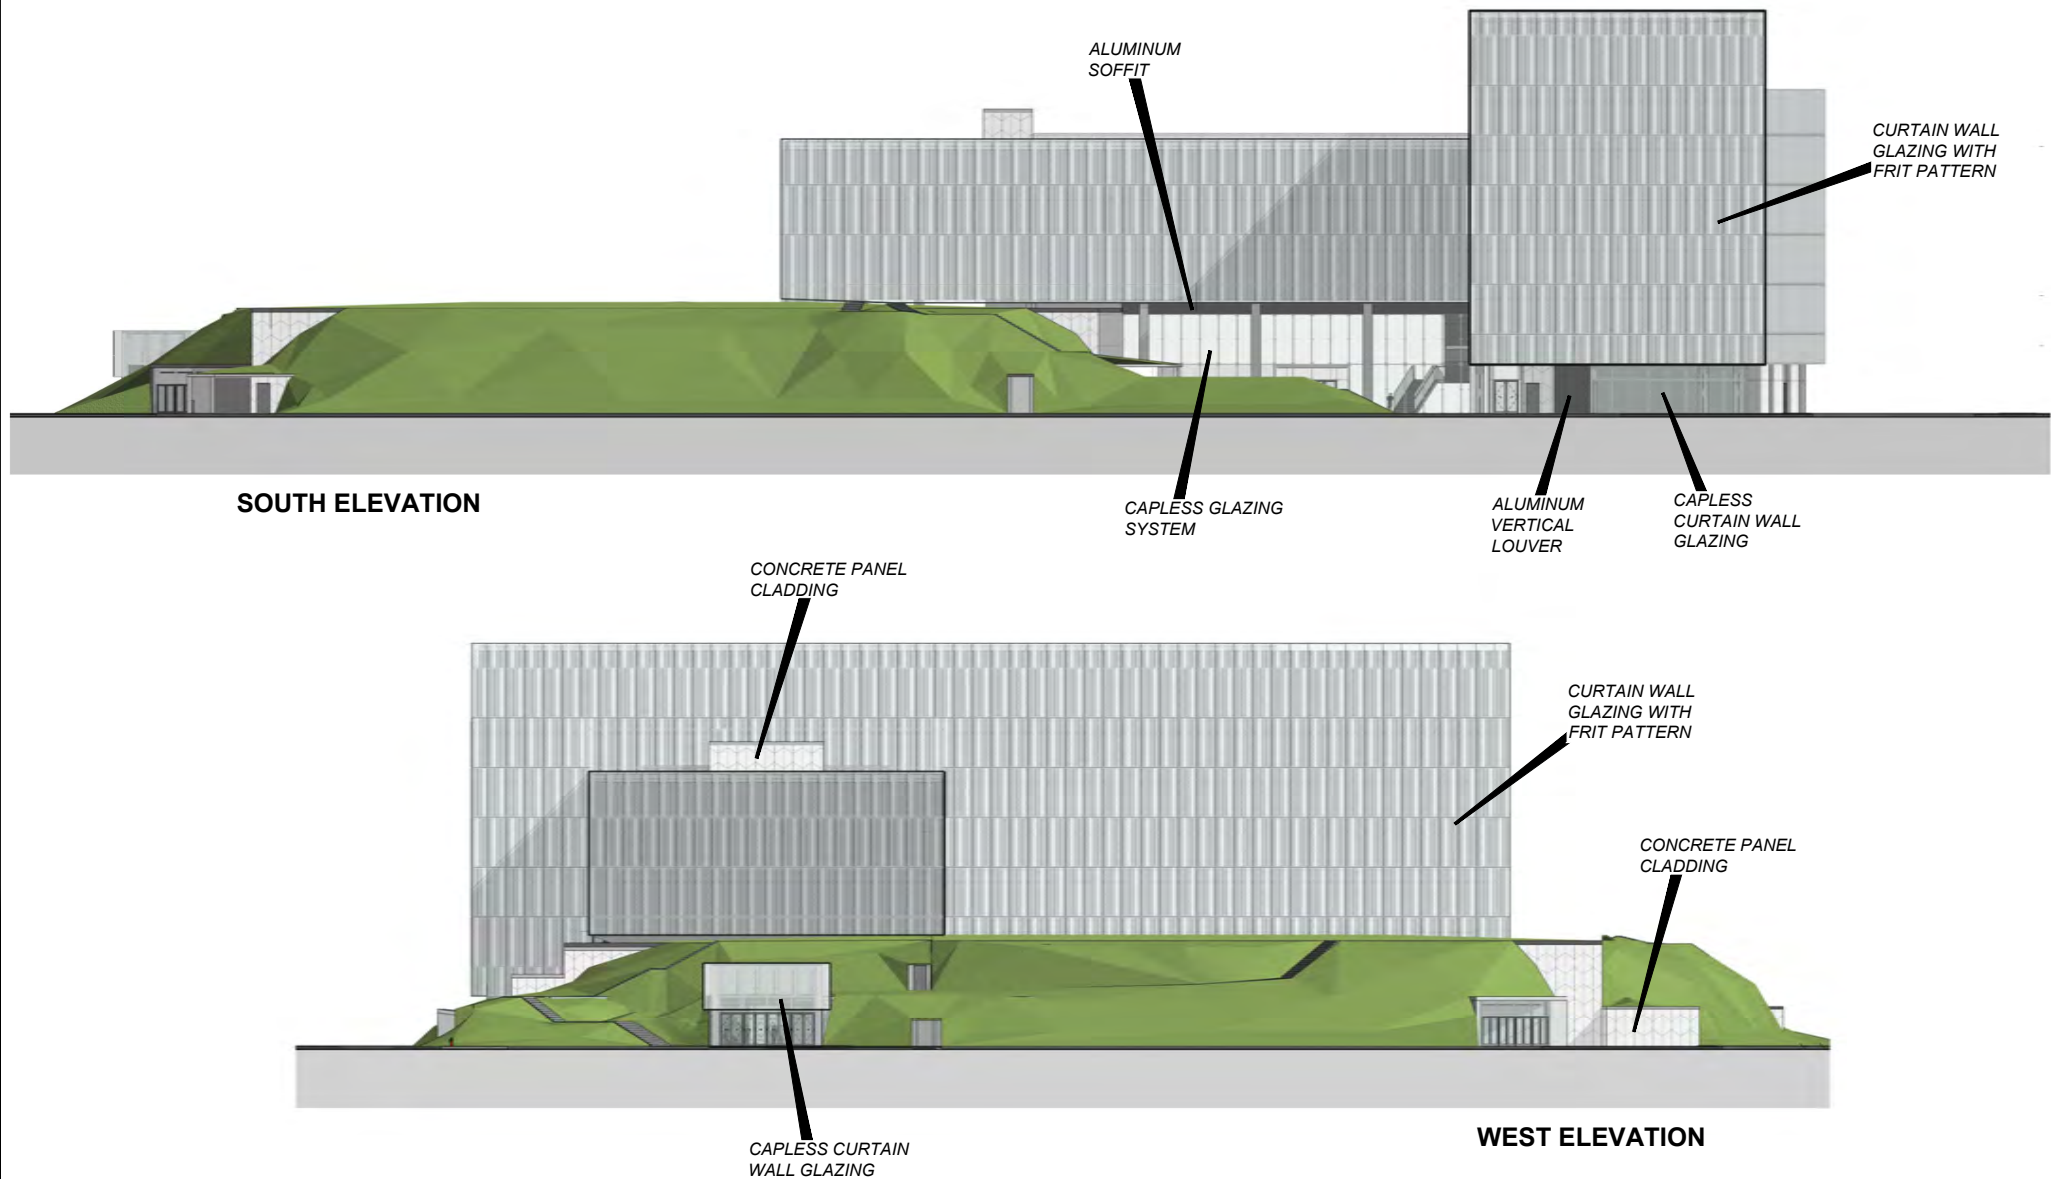 ALUMINUM
SOFFIT
CURTAIN WALL
GLAZING WITH
FRIT PATTERN
SOUTH ELEVATION
CAPLESS GLAZING
SYSTEM
ALUMINUM
VERTICAL
LOUVER
CAPLESS
CURTAIN WALL
GLAZING
CONCRETE PANEL
CLADDING
CURTAIN WALL
GLAZING WITH
FRIT PATTERN
CONCRETE PANEL
CLADDING
CAPLESS CURTAIN
WALL GLAZING
WEST ELEVATION